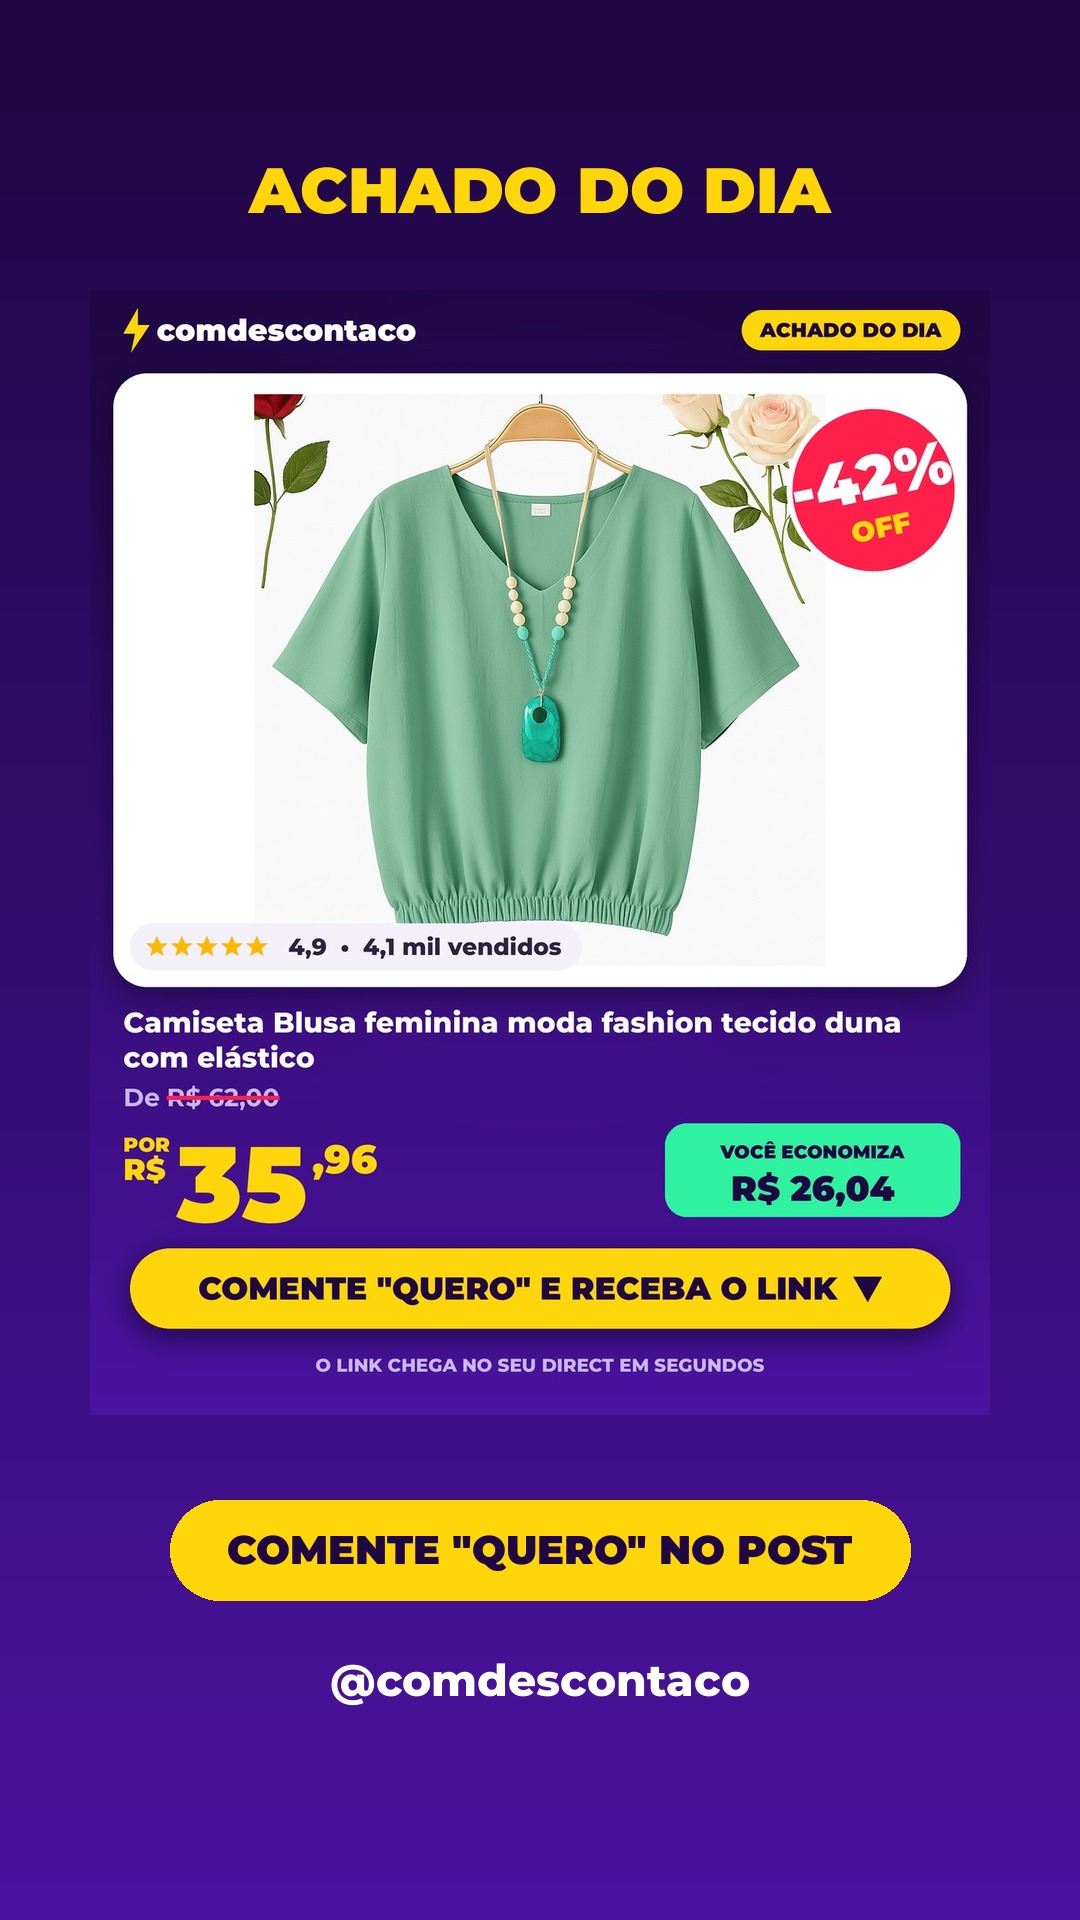 ACHADO DO DIA
comdescontaco
ACHADO DO DIA
-42%
OFF
★★★★★ 4,9 • 4,1 mil vendidos
Camiseta Blusa feminina moda fashion tecido duna
com elástico
De R$ 62,00
POR
R$ 35,96
VOCÊ ECONOMIZA
R$ 26,04
COMENTE "QUERO" E RECEBA O LINK ▼
O LINK CHEGA NO SEU DIRECT EM SEGUNDOS
COMENTE "QUERO" NO POST
@comdescontaco